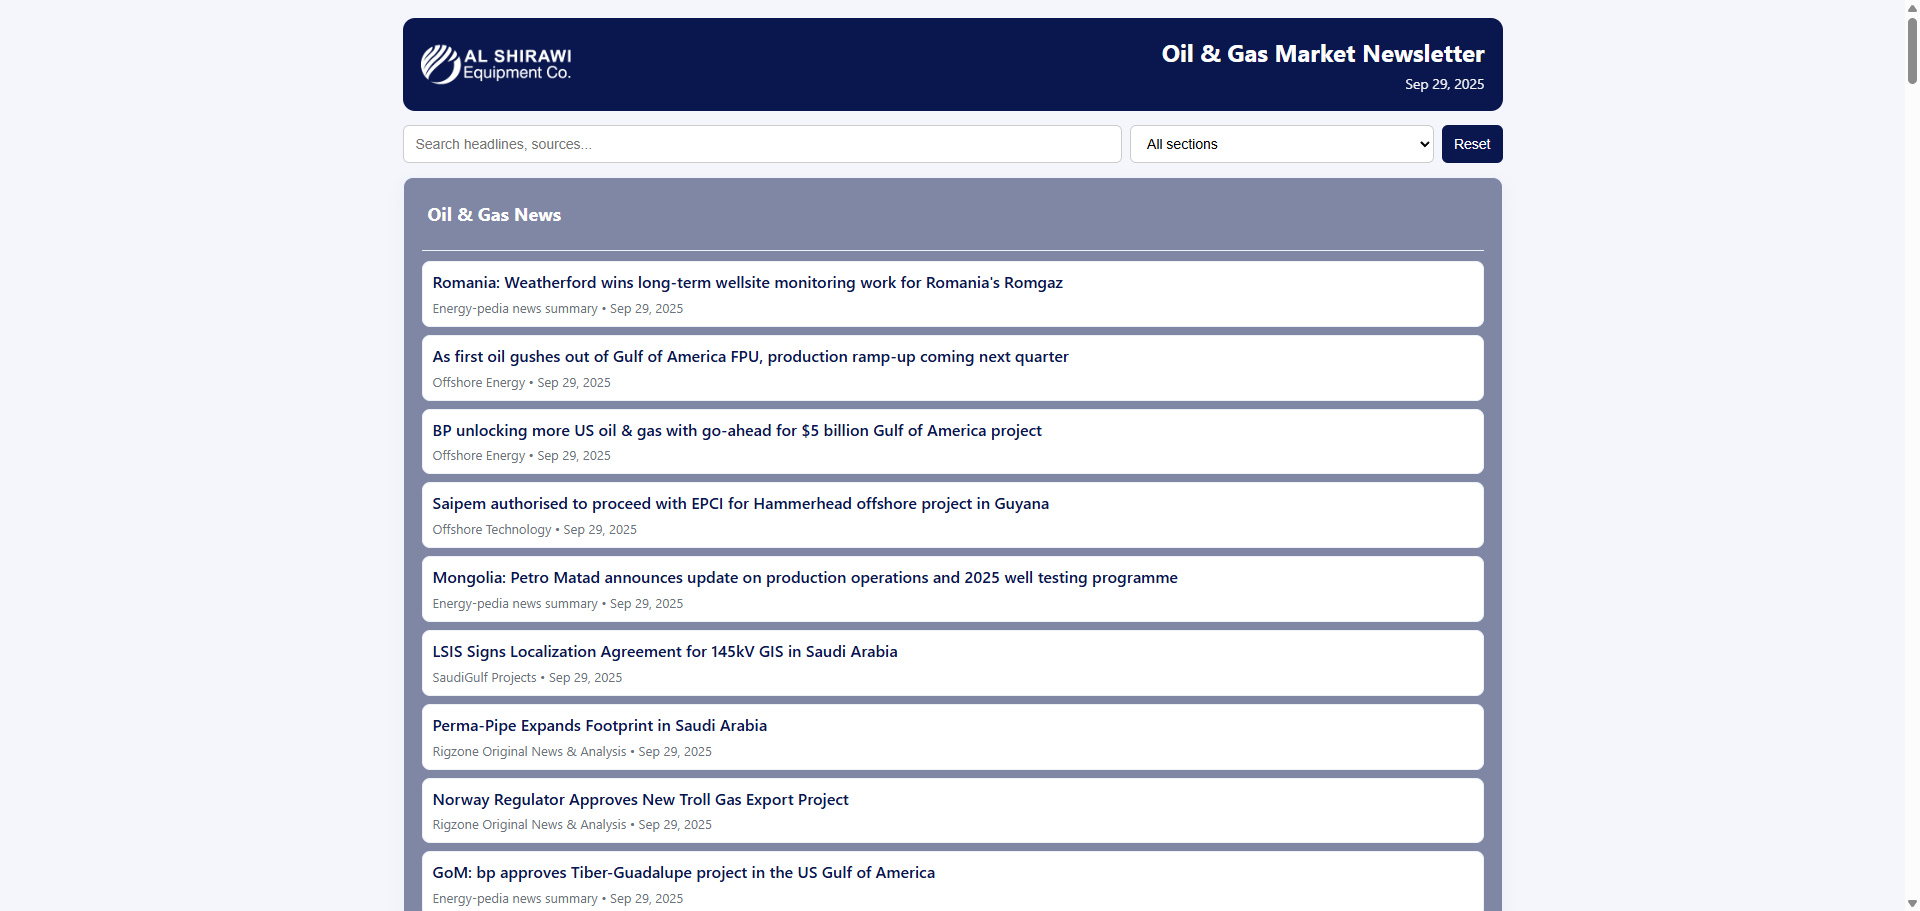 AL SHIRAWI
Equipment Co.
Oil & Gas Market Newsletter
Sep 29, 2025
Search headlines, sources...
All sections
Reset
Oil & Gas News
Romania: Weatherford wins long-term wellsite monitoring work for Romania's Romgaz
Energy-pedia news summary • Sep 29, 2025
As first oil gushes out of Gulf of America FPU, production ramp-up coming next quarter
Offshore Energy • Sep 29, 2025
BP unlocking more US oil & gas with go-ahead for $5 billion Gulf of America project
Offshore Energy • Sep 29, 2025
Saipem authorised to proceed with EPCI for Hammerhead offshore project in Guyana
Offshore Technology • Sep 29, 2025
Mongolia: Petro Matad announces update on production operations and 2025 well testing programme
Energy-pedia news summary • Sep 29, 2025
LSIS Signs Localization Agreement for 145kV GIS in Saudi Arabia
SaudiGulf Projects • Sep 29, 2025
Perma-Pipe Expands Footprint in Saudi Arabia
Rigzone Original News & Analysis • Sep 29, 2025
Norway Regulator Approves New Troll Gas Export Project
Rigzone Original News & Analysis • Sep 29, 2025
GoM: bp approves Tiber-Guadalupe project in the US Gulf of America
Energy-pedia news summary • Sep 29, 2025